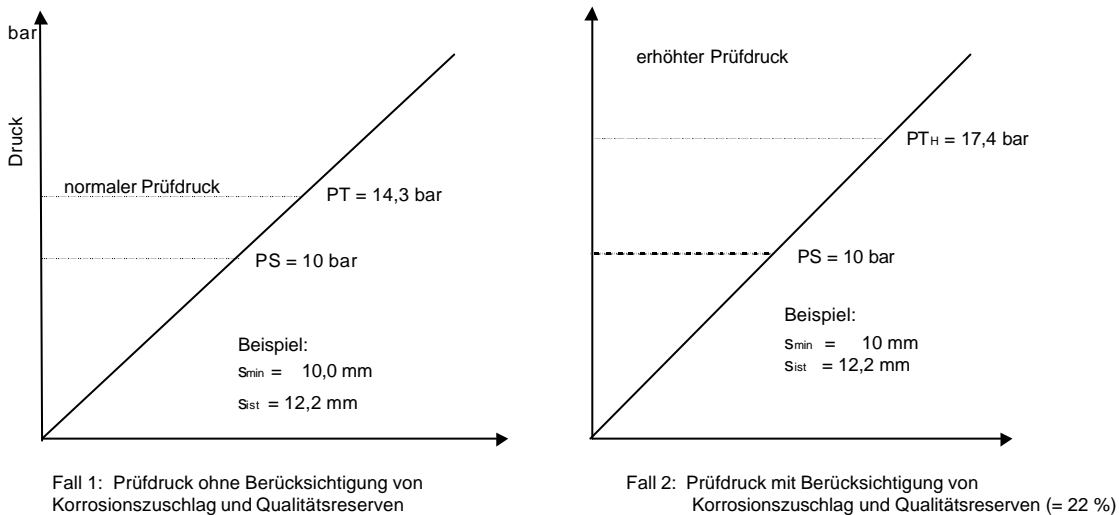 bar
Druck
normaler Prüfdruck
PT = 14,3 bar
PS = 10 bar
Beispiel:
smin = 10,0 mm
sist = 12,2 mm
Fall 1: Prüfdruck ohne Berücksichtigung von
Korrosionszuschlag und Qualitätsreserven
erhöhter Prüfdruck
PTH = 17,4 bar
PS = 10 bar
Beispiel:
smin = 10 mm
sist = 12,2 mm
Fall 2: Prüfdruck mit Berücksichtigung von
Korrosionszuschlag und Qualitätsreserven (= 22 %)